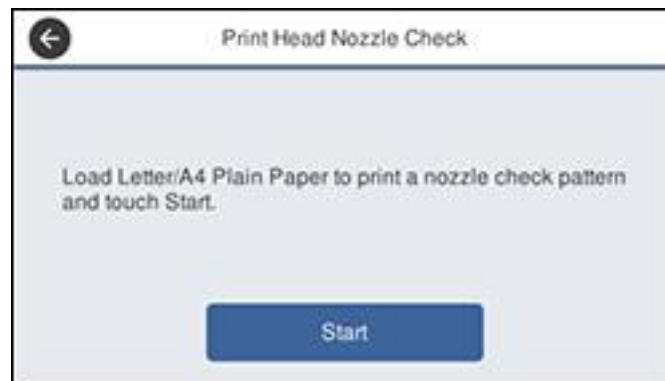 Print Head Nozzle Check
Load Letter/A4 Plain Paper to print a nozzle check pattern
and touch Start.
Start